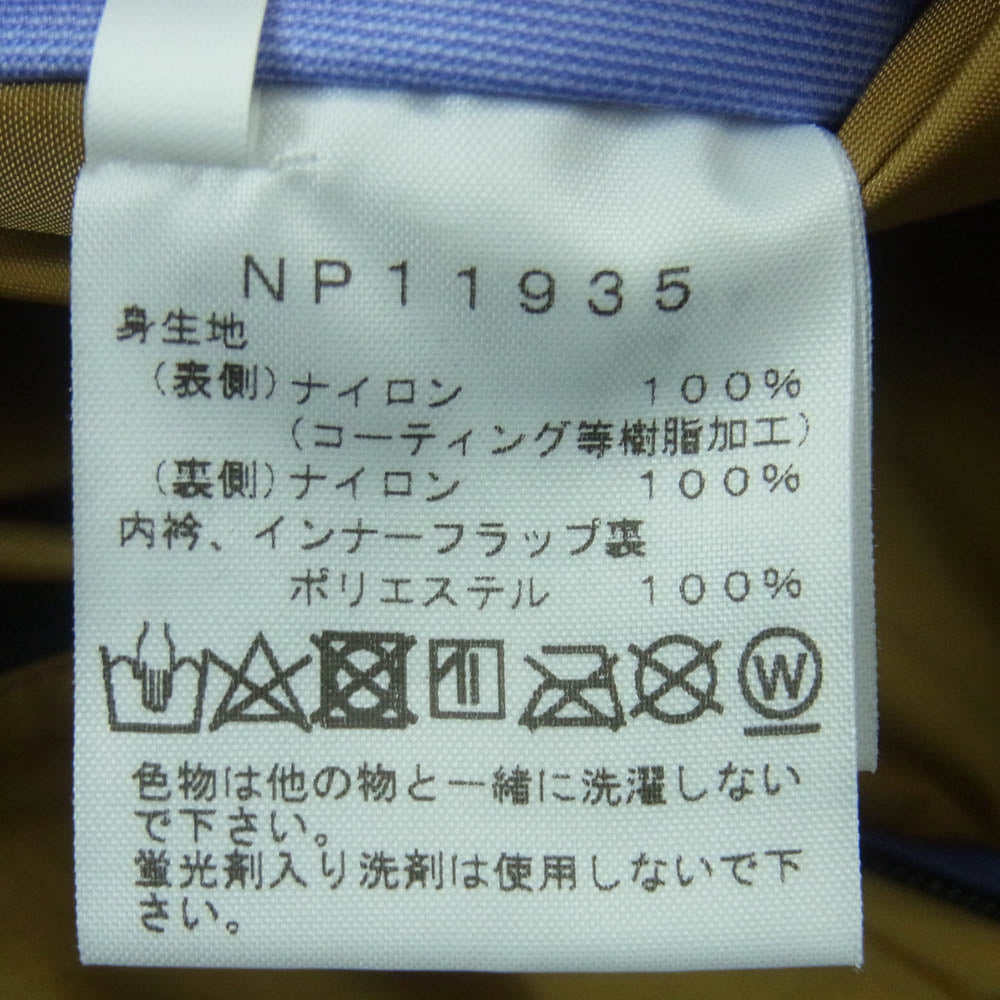 NP11935
身生地
(表側)ナイロン 100%
(コーティング等樹脂加工)
(裏側)ナイロン 100%
内衿、インナーフラップ裏
ポリエステル 100%
W
色物は他の物と一緒に洗濯しない
で下さい。
蛍光剤入り洗剤は使用しないで下
さい。